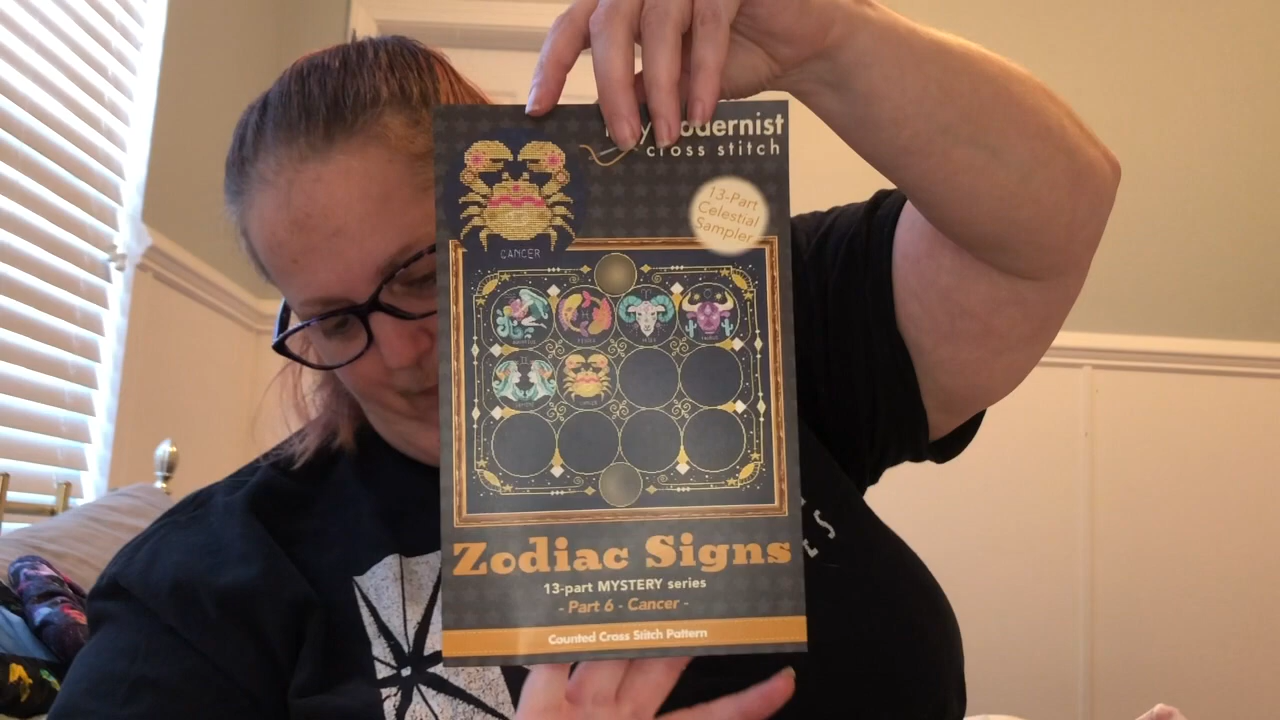 odernist
cross stitch
13-Part
Celestial
Sampler
CANCER
Zodiac Signs
13-part MYSTERY series
- Part 6 - Cancer -
Counted Cross Stitch Pattern